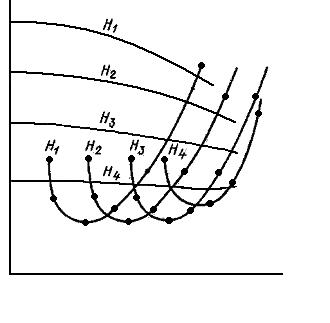 H₁
H₂
H₃
H₁ H₂ H₃ H₄
H₄